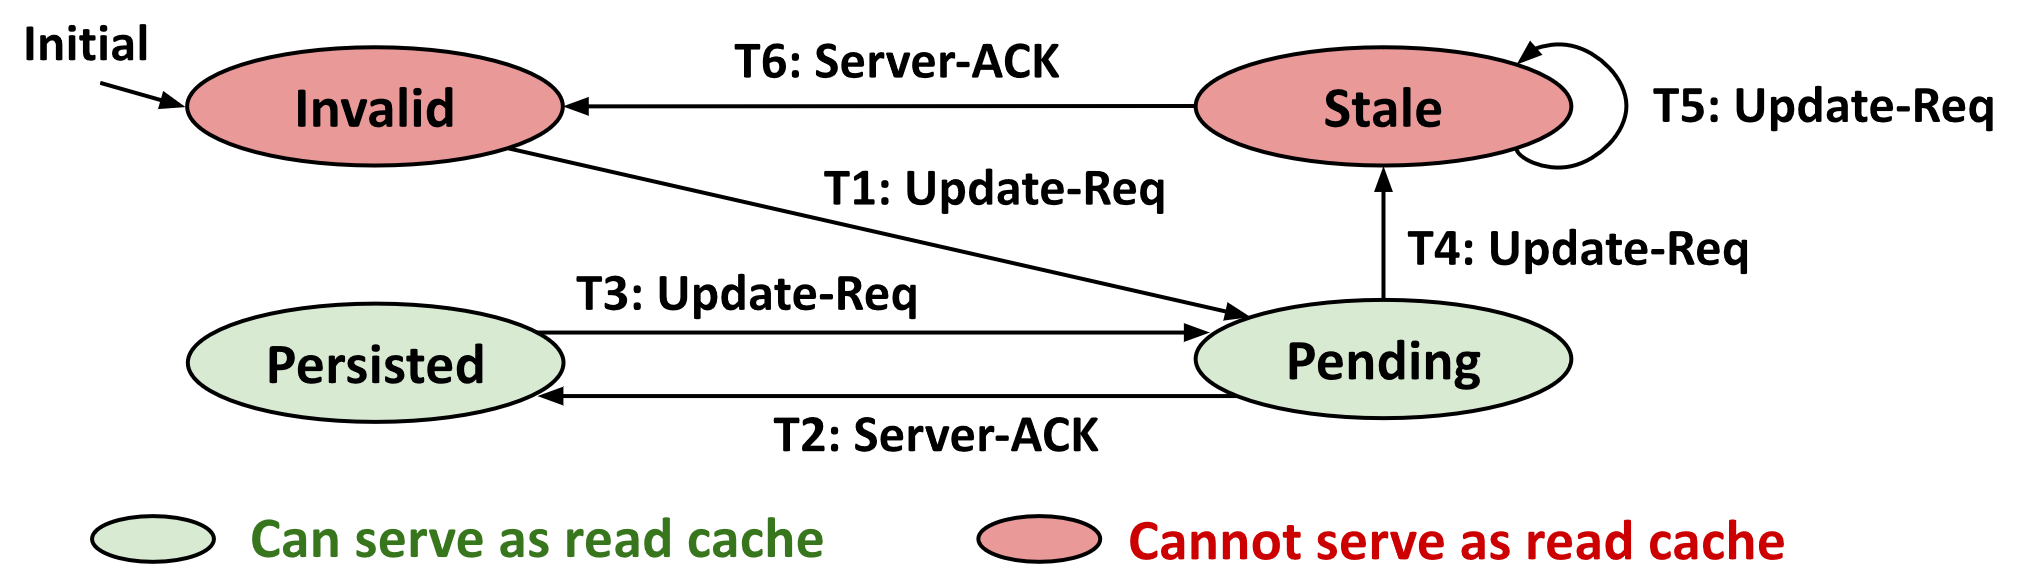 Initial
Invalid
T6: Server-ACK
Stale
T5: Update-Req
T1: Update-Req
T4: Update-Req
T3: Update-Req
Persisted
Pending
T2: Server-ACK
Can serve as read cache
Cannot serve as read cache